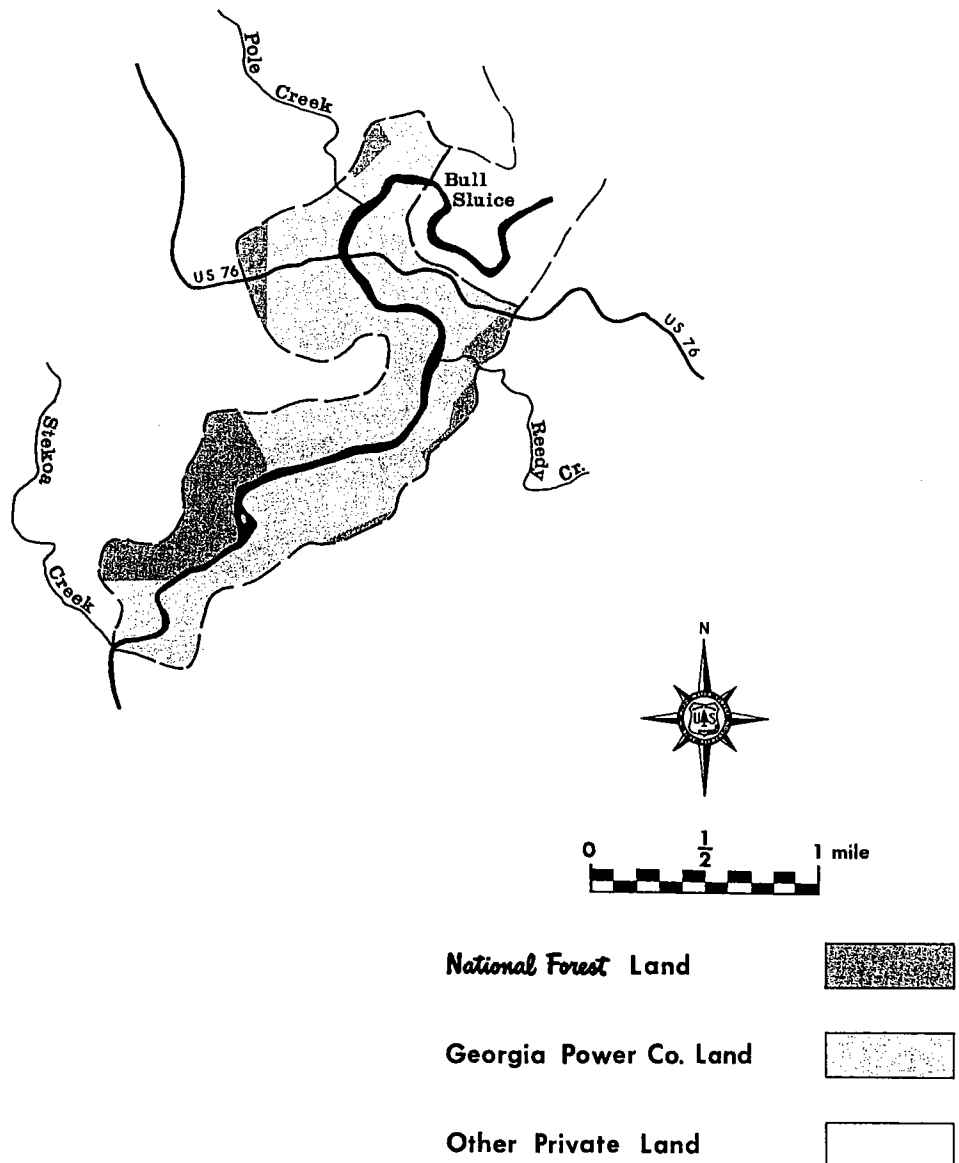 Pole
Creek
Bull
Sluice
US 76
US 76
Stekoa
Creek
Reedy
Cr.
N
US
0
1/2
1 mile
National Forest Land
Georgia Power Co. Land
Other Private Land